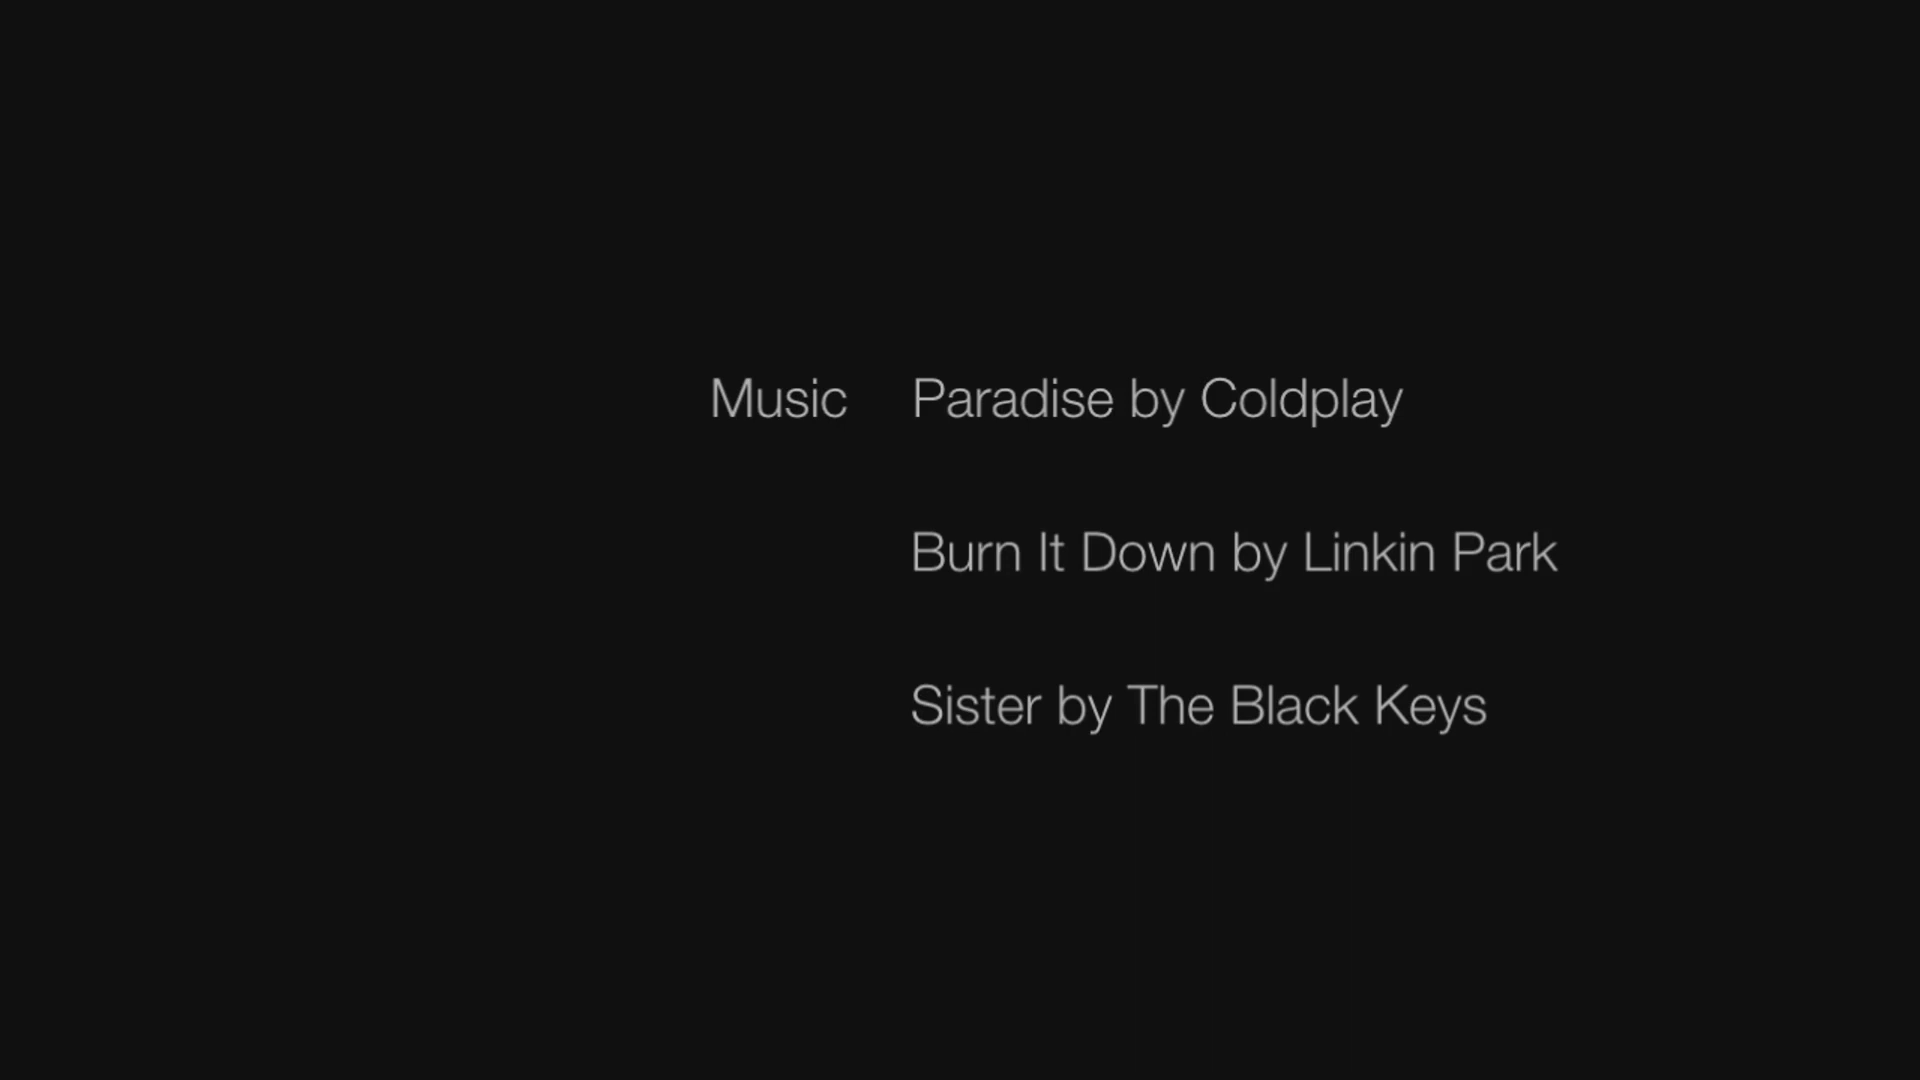 Music Paradise by Coldplay
Burn It Down by Linkin Park
Sister by The Black Keys